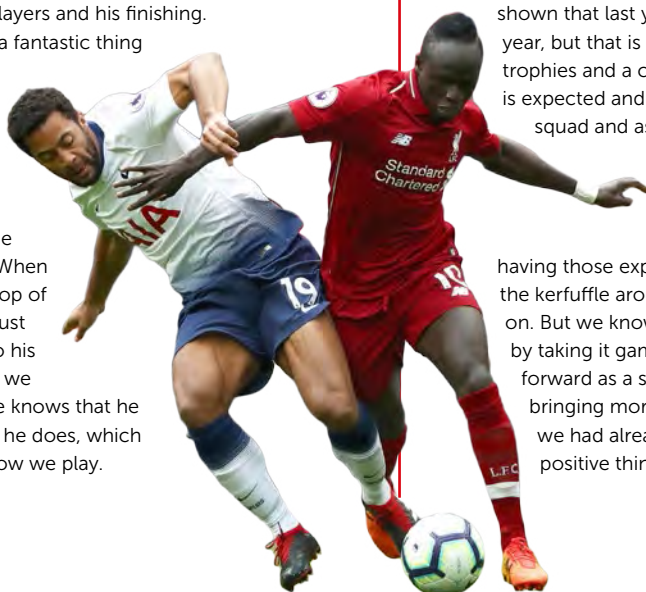 layers and his finishing.
a fantastic thing
e
When
op of
ust
o his
we
e knows that he
he does, which
ow we play.
AIA
19
Standard
Chartered
10
L.F.C
shown that last y
year, but that is
trophies and a c
is expected and
squad and as
having those exp
the kerfuffle aro
on. But we know
by taking it gam
forward as a s
bringing mor
we had alrea
positive thin